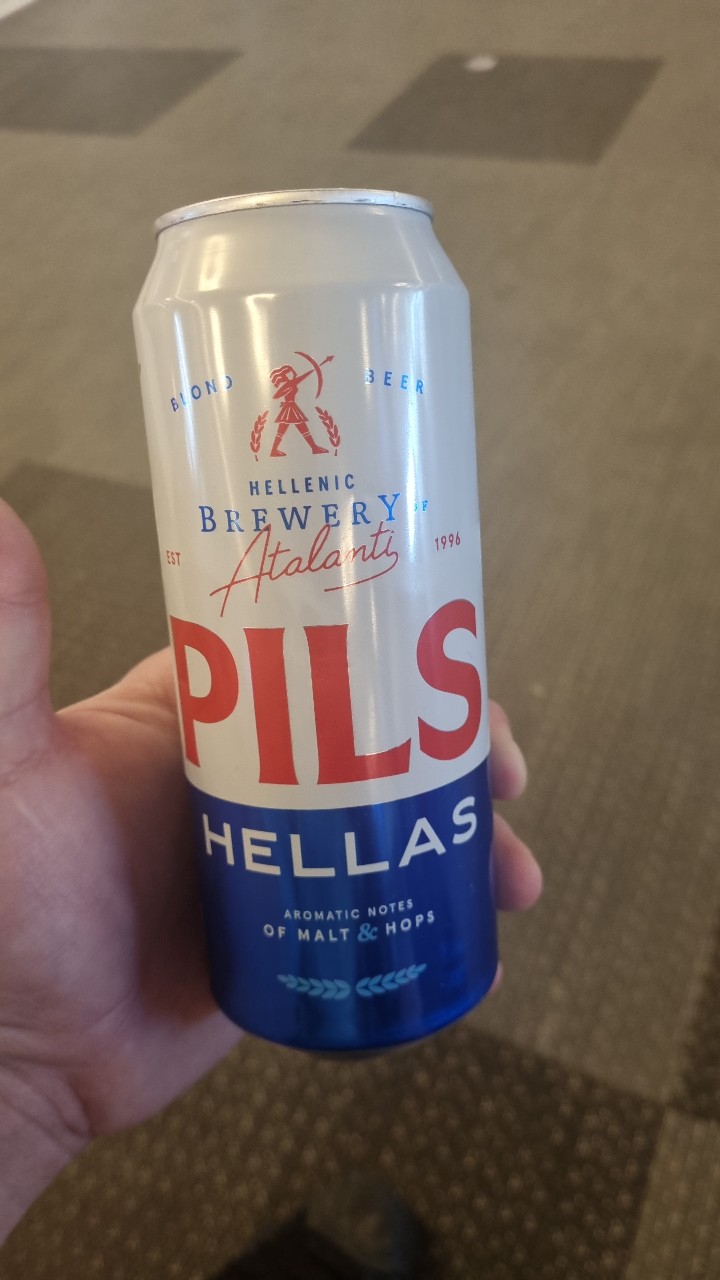 BLOND BEER
HELLENIC
BREWERY OF
EST Atalanti 1996
PILS
HELLAS
AROMATIC NOTES
OF MALT & HOPS